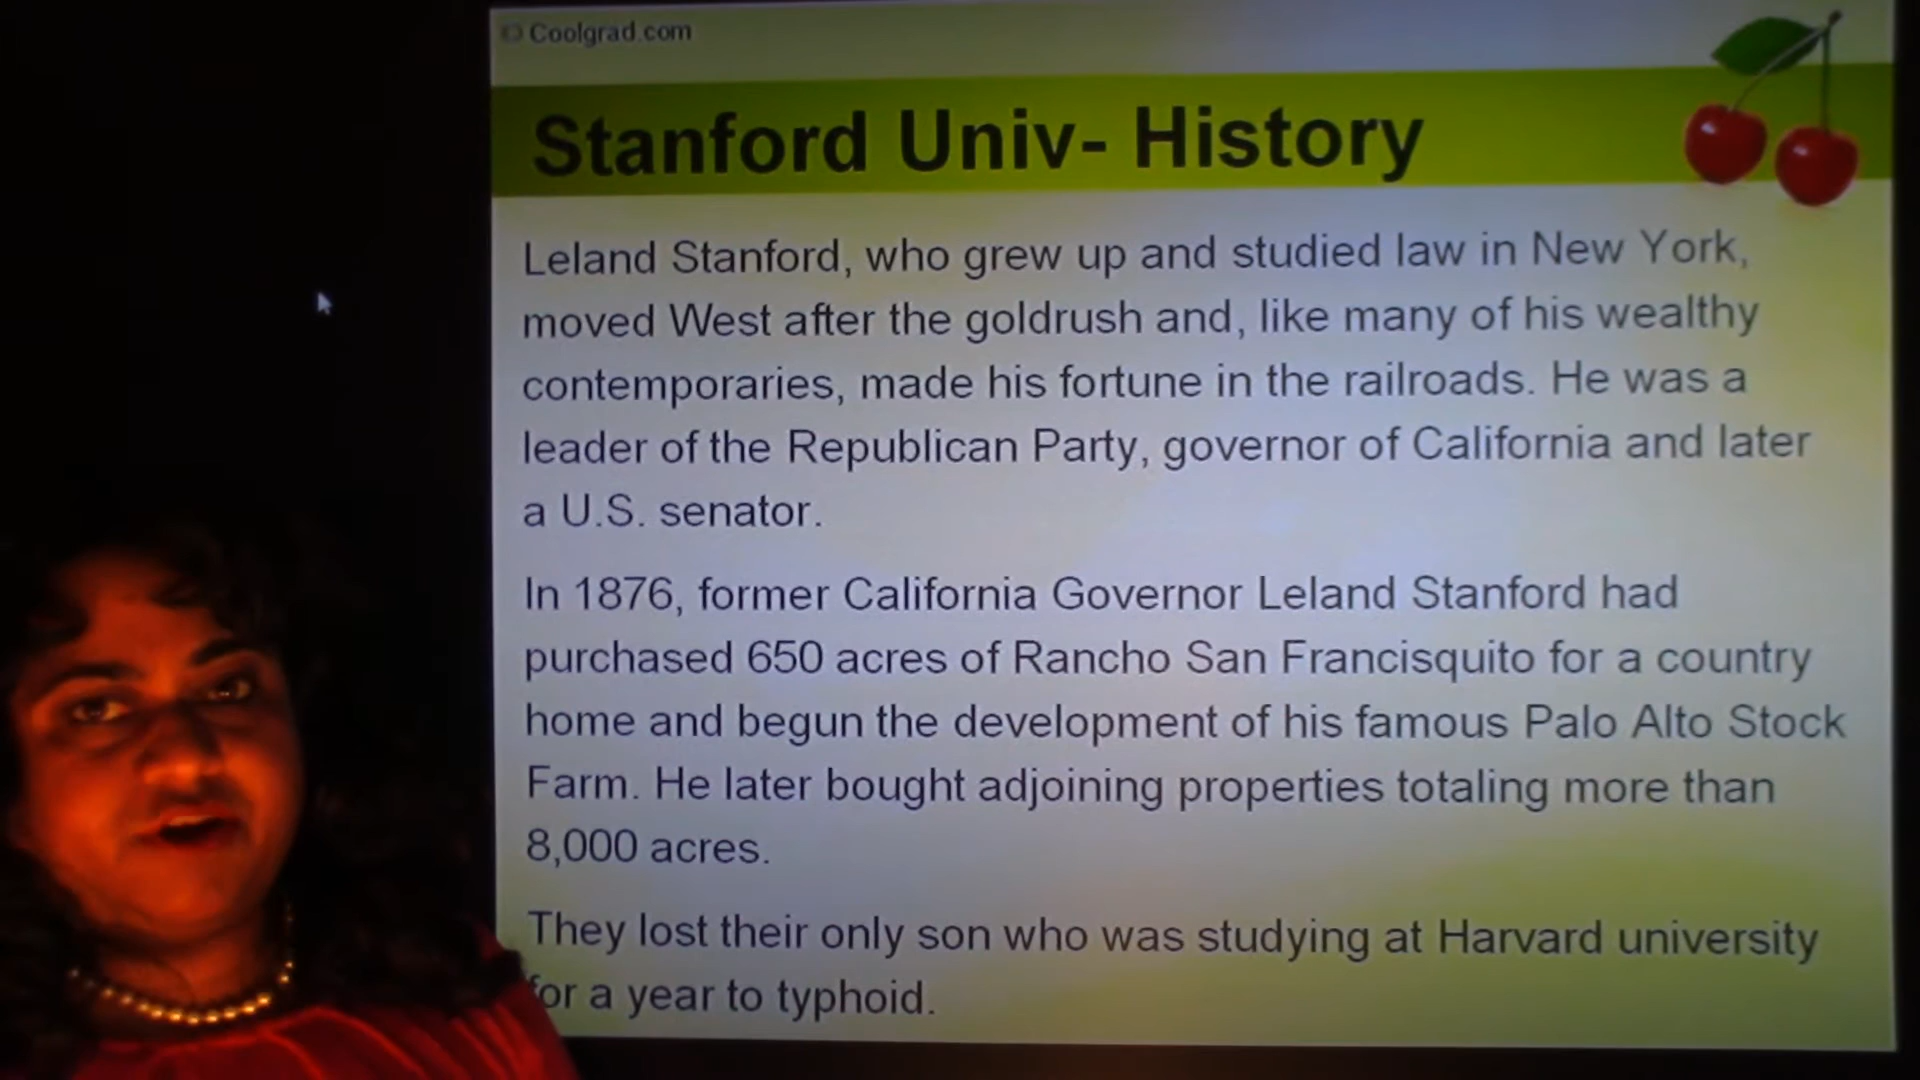 © Coolgrad.com
Stanford Univ- History
Leland Stanford, who grew up and studied law in New York,
moved West after the goldrush and, like many of his wealthy
contemporaries, made his fortune in the railroads. He was a
leader of the Republican Party, governor of California and later
a U.S. senator.
In 1876, former California Governor Leland Stanford had
purchased 650 acres of Rancho San Francisquito for a country
home and begun the development of his famous Palo Alto Stock
Farm. He later bought adjoining properties totaling more than
8,000 acres.
They lost their only son who was studying at Harvard university
for a year to typhoid.